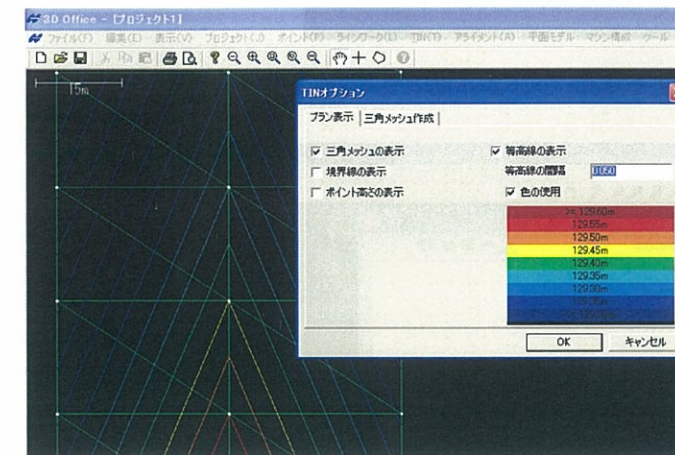 3D Office - [プロジェクト1]
ファイル(F) 編集(E) 表示(V) プロジェクト(J) ポイント(P) ラインワーク(L) TIN(T) アライメント(A) 平面モデル マシン構成 ツール
15m
TINオプション
プラン表示 三角メッシュ作成
三角メッシュの表示
境界線の表示
ポイント高さの表示
等高線の表示
等高線の間隔 0.050
色の使用
>= 129.60m
129.55m
129.50m
129.45m
129.40m
129.35m
129.30m
OK キャンセル